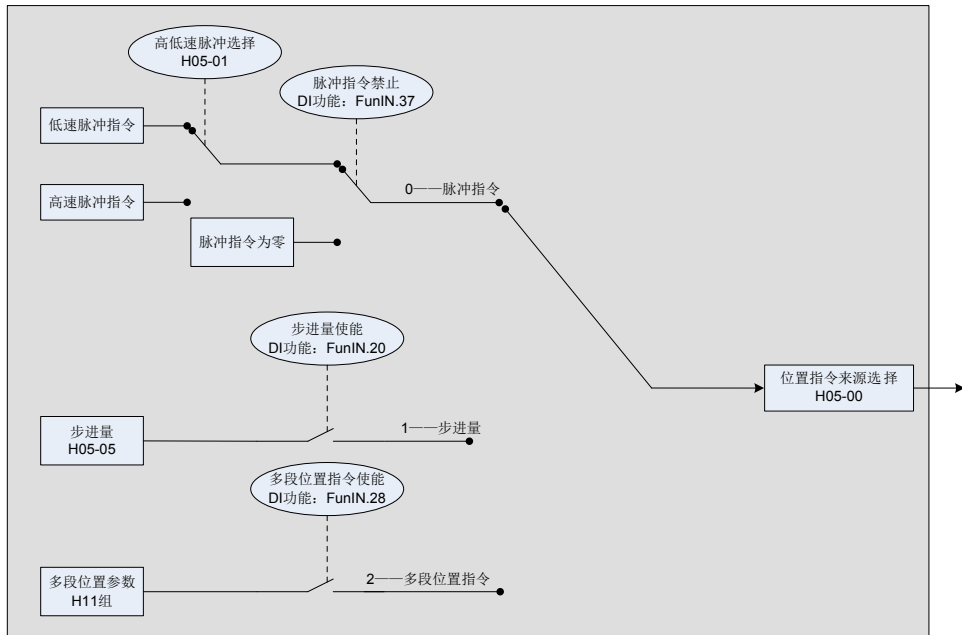 高低速脉冲选择
H05-01
脉冲指令禁止
DI功能：FunIN.37
低速脉冲指令
高速脉冲指令
0——脉冲指令
脉冲指令为零
步进量使能
DI功能：FunIN.20
位置指令来源选择
H05-00
步进量
H05-05
1——步进量
多段位置指令使能
DI功能：FunIN.28
多段位置参数
H11组
2——多段位置指令